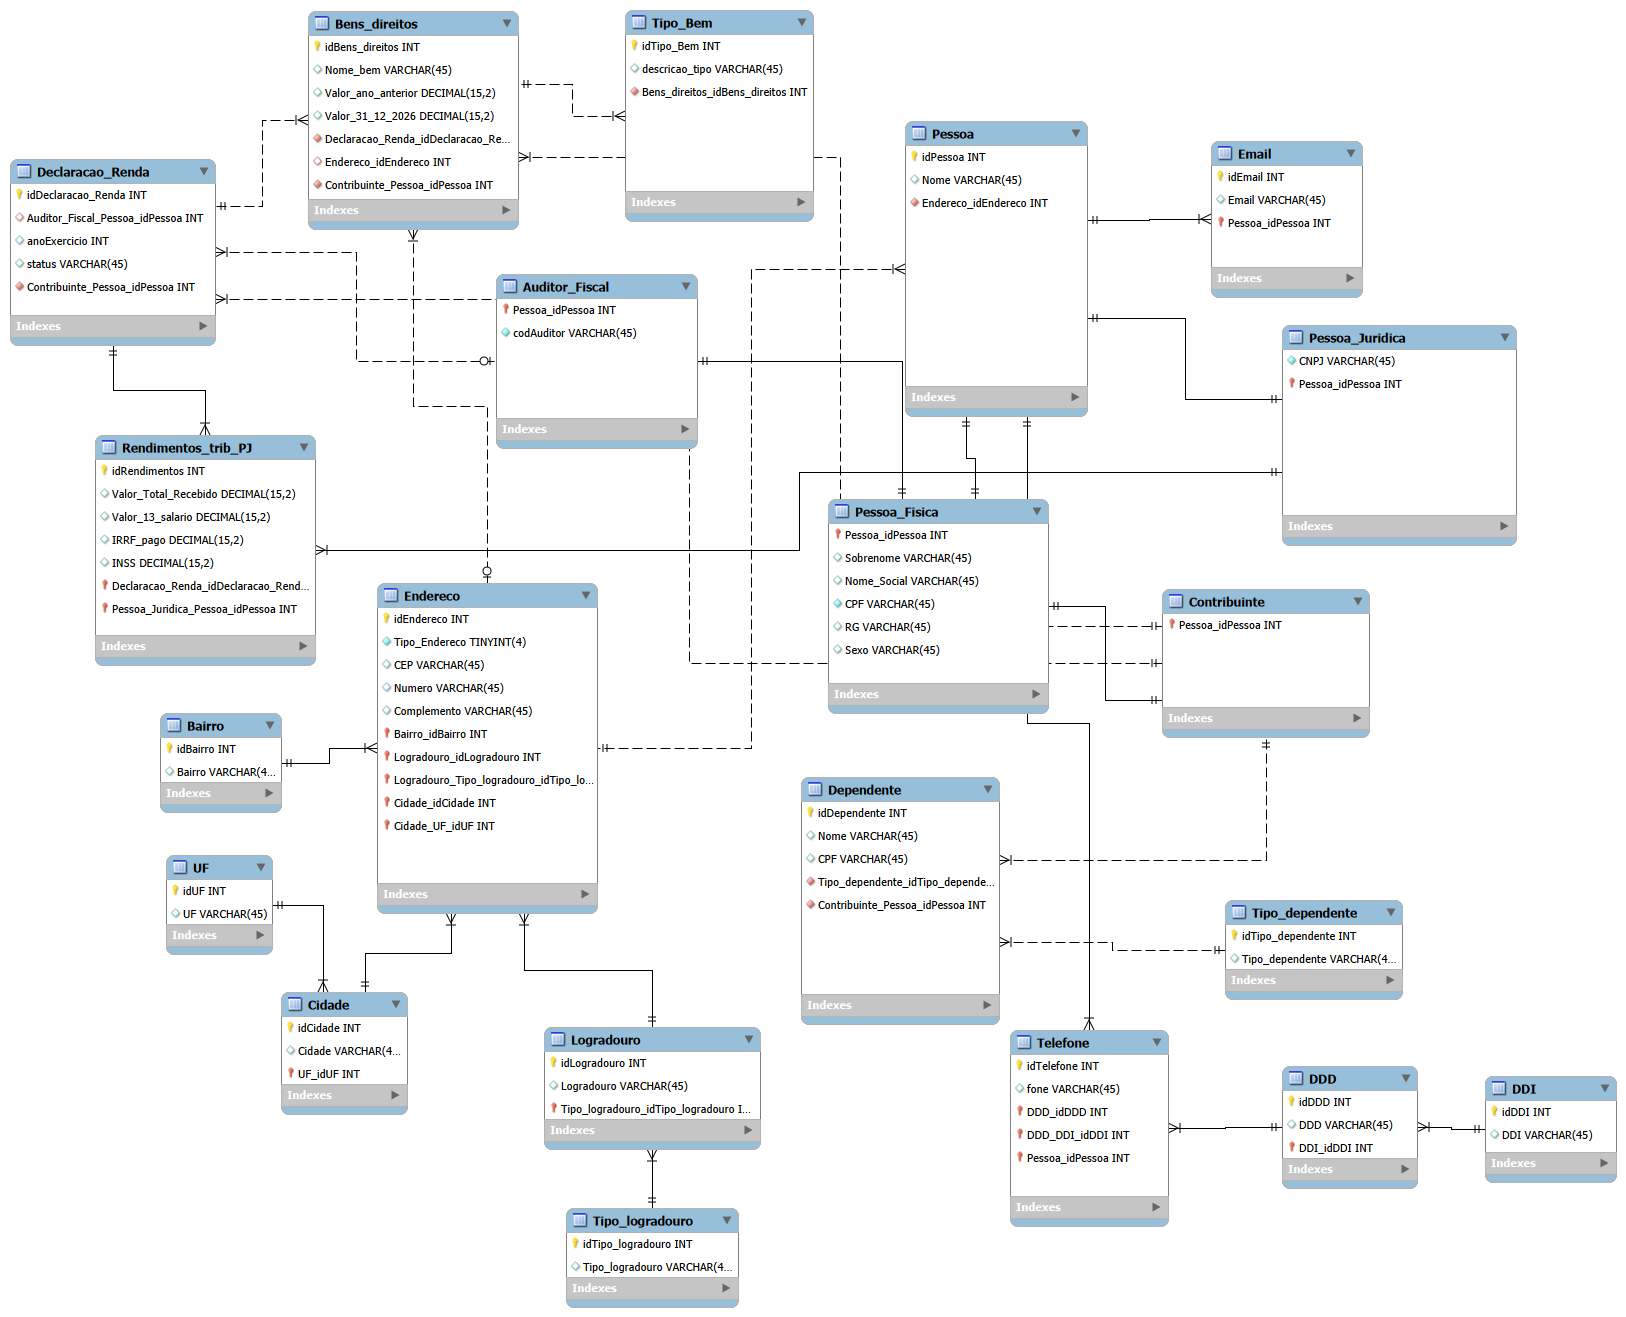 Bens_direitos
idBens_direitos INT
Nome_bem VARCHAR(45)
Valor_ano_anterior DECIMAL(15,2)
Valor_31_12_2026 DECIMAL(15,2)
Declaracao_Renda_idDeclaracao_Re...
Endereco_idEndereco INT
Contribuinte_Pessoa_idPessoa INT
Indexes
Tipo_Bem
idTipo_Bem INT
descricao_tipo VARCHAR(45)
Bens_direitos_idBens_direitos INT
Indexes
Pessoa
idPessoa INT
Nome VARCHAR(45)
Endereco_idEndereco INT
Indexes
Email
idEmail INT
Email VARCHAR(45)
Pessoa_idPessoa INT
Indexes
Declaracao_Renda
idDeclaracao_Renda INT
Auditor_Fiscal_Pessoa_idPessoa INT
anoExercicio INT
status VARCHAR(45)
Contribuinte_Pessoa_idPessoa INT
Indexes
Auditor_Fiscal
Pessoa_idPessoa INT
codAuditor VARCHAR(45)
Indexes
Pessoa_Juridica
CNPJ VARCHAR(45)
Pessoa_idPessoa INT
Indexes
Rendimentos_trib_PJ
idRendimentos INT
Valor_Total_Recebido DECIMAL(15,2)
Valor_13_salario DECIMAL(15,2)
IRRF_pago DECIMAL(15,2)
INSS DECIMAL(15,2)
Declaracao_Renda_idDeclaracao_Rend...
Pessoa_Juridica_Pessoa_idPessoa INT
Indexes
Pessoa_Fisica
Pessoa_idPessoa INT
Sobrenome VARCHAR(45)
Nome_Social VARCHAR(45)
CPF VARCHAR(45)
RG VARCHAR(45)
Sexo VARCHAR(45)
Indexes
Endereco
idEndereco INT
Tipo_Endereco TINYINT(4)
CEP VARCHAR(45)
Numero VARCHAR(45)
Complemento VARCHAR(45)
Bairro_idBairro INT
Logradouro_idLogradouro INT
Logradouro_Tipo_logradouro_idTipo_lo...
Cidade_idCidade INT
Cidade_UF_idUF INT
Indexes
Contribuinte
Pessoa_idPessoa INT
Indexes
Bairro
idBairro INT
Bairro VARCHAR(4...
Indexes
Dependente
idDependente INT
Nome VARCHAR(45)
CPF VARCHAR(45)
Tipo_dependente_idTipo_depende...
Contribuinte_Pessoa_idPessoa INT
Indexes
UF
idUF INT
UF VARCHAR(45)
Indexes
Tipo_dependente
idTipo_dependente INT
Tipo_dependente VARCHAR(4...
Indexes
Cidade
idCidade INT
Cidade VARCHAR(4...
UF_idUF INT
Indexes
Logradouro
idLogradouro INT
Logradouro VARCHAR(45)
Tipo_logradouro_idTipo_logradouro I...
Indexes
Telefone
idTelefone INT
fone VARCHAR(45)
DDD_idDDD INT
DDD_DDI_idDDI INT
Pessoa_idPessoa INT
Indexes
DDD
idDDD INT
DDD VARCHAR(45)
DDI_idDDI INT
Indexes
DDI
idDDI INT
DDI VARCHAR(45)
Indexes
Tipo_logradouro
idTipo_logradouro INT
Tipo_logradouro VARCHAR(4...
Indexes